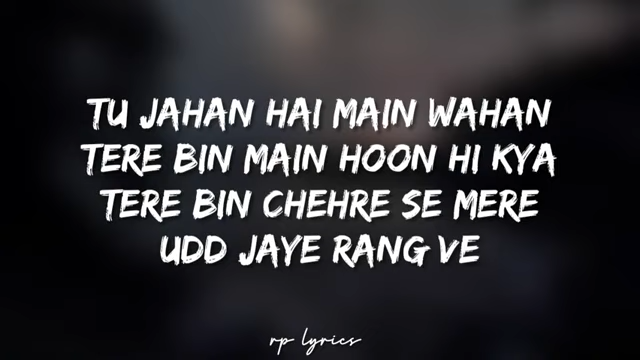 TU JAHAN HAI MAIN WAHAN
TERE BIN MAIN HOON HI KYA
TERE BIN CHEHRE SE MERE
UDD JAYE RANG VE
rp lyrics